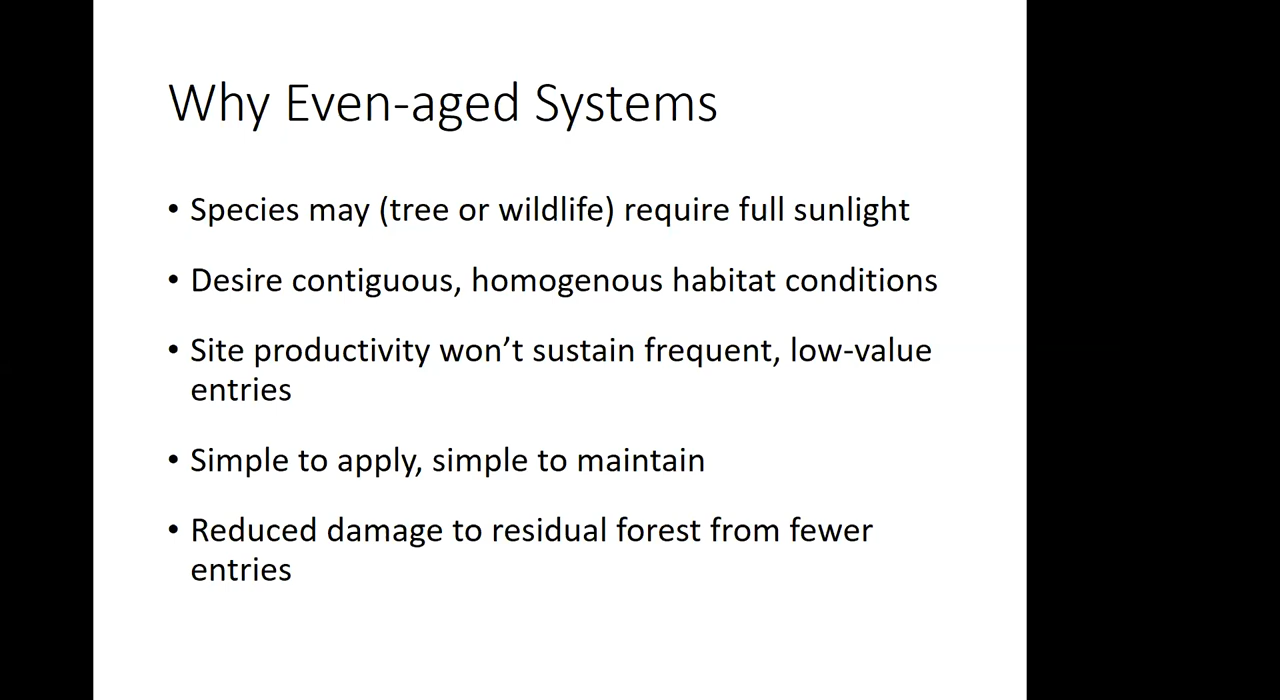 Why Even-aged Systems
• Species may (tree or wildlife) require full sunlight
• Desire contiguous, homogenous habitat conditions
• Site productivity won’t sustain frequent, low-value
entries
• Simple to apply, simple to maintain
• Reduced damage to residual forest from fewer
entries